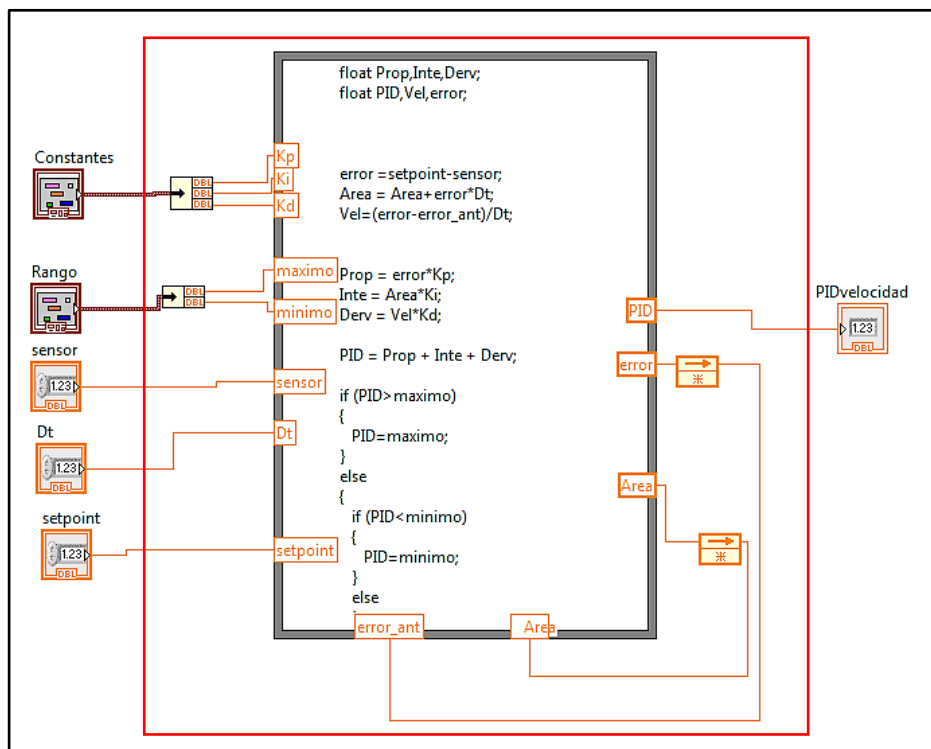 float Prop,Inte,Derv;
float PID,Vel,error;
Constantes
Kp
Ki
Kd
DBL
DBL
DBL
error =setpoint-sensor;
Area = Area+error*Dt;
Vel=(error-error_ant)/Dt;
Rango
maximo
minimo
DBL
DBL
Prop = error*Kp;
Inte = Area*Ki;
Derv = Vel*Kd;
PID = Prop + Inte + Derv;
PID
PIDvelocidad
1.23
DBL
error
sensor
1.23
DBL
sensor
if (PID>maximo)
{
PID=maximo;
}
else
{
if (PID<minimo)
{
PID=minimo;
}
else
Dt
1.23
DBL
Dt
Area
setpoint
1.23
DBL
setpoint
error_ant
Area